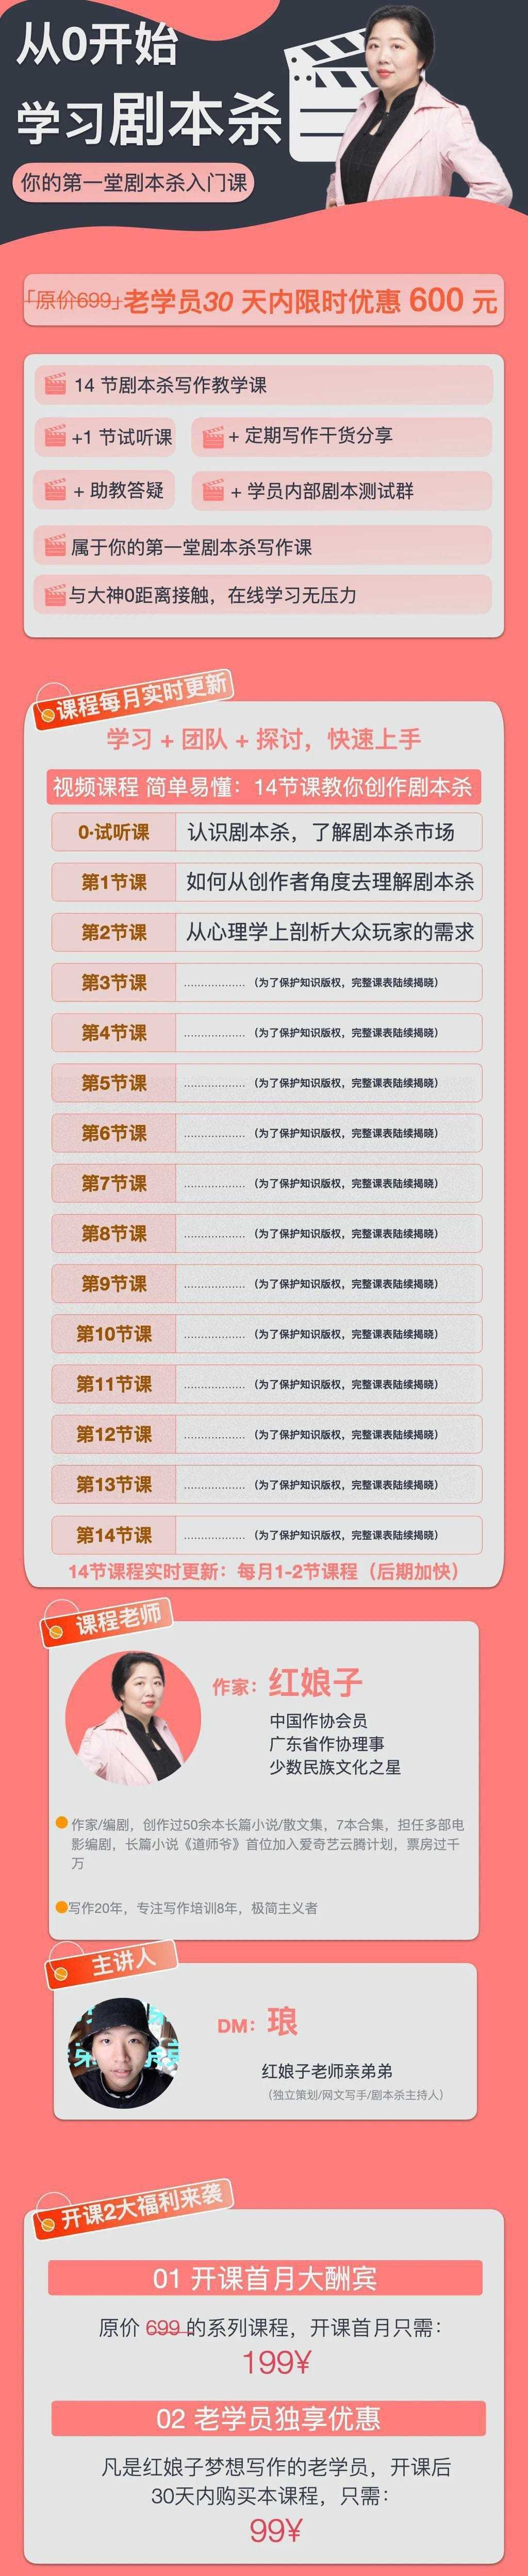 从0开始
学习剧本杀
你的第一堂剧本杀入门课
「原价699」老学员30 天内限时优惠 600 元
14 节剧本杀写作教学课
+1 节试听课
+ 定期写作干货分享
+ 助教答疑
+ 学员内部剧本测试群
属于你的第一堂剧本杀写作课
与大神0距离接触，在线学习无压力
课程每月实时更新
学习 + 团队 + 探讨，快速上手
视频课程 简单易懂：14节课教你创作剧本杀
0·试听课 认识剧本杀，了解剧本杀市场
第1节课 如何从创作者角度去理解剧本杀
第2节课 从心理学上剖析大众玩家的需求
第3节课 ..................（为了保护知识版权，完整课表陆续揭晓）
第4节课 ..................（为了保护知识版权，完整课表陆续揭晓）
第5节课 ..................（为了保护知识版权，完整课表陆续揭晓）
第6节课 ..................（为了保护知识版权，完整课表陆续揭晓）
第7节课 ..................（为了保护知识版权，完整课表陆续揭晓）
第8节课 ..................（为了保护知识版权，完整课表陆续揭晓）
第9节课 ..................（为了保护知识版权，完整课表陆续揭晓）
第10节课 ..................（为了保护知识版权，完整课表陆续揭晓）
第11节课 ..................（为了保护知识版权，完整课表陆续揭晓）
第12节课 ..................（为了保护知识版权，完整课表陆续揭晓）
第13节课 ..................（为了保护知识版权，完整课表陆续揭晓）
第14节课 ..................（为了保护知识版权，完整课表陆续揭晓）
14节课程实时更新：每月1-2节课程（后期加快）
课程老师
作家：红娘子
中国作协会员
广东省作协理事
少数民族文化之星
作家/编剧，创作过50余本长篇小说/散文集，7本合集，担任多部电
影编剧，长篇小说《道师爷》首位加入爱奇艺云腾计划，票房过千
万
写作20年，专注写作培训8年，极简主义者
主讲人
DM：琅
红娘子老师亲弟弟
（独立策划/网文写手/剧本杀主持人）
开课2大福利来袭
01 开课首月大酬宾
原价 699 的系列课程，开课首月只需：
199¥
02 老学员独享优惠
凡是红娘子梦想写作的老学员，开课后
30天内购买本课程，只需：
99¥